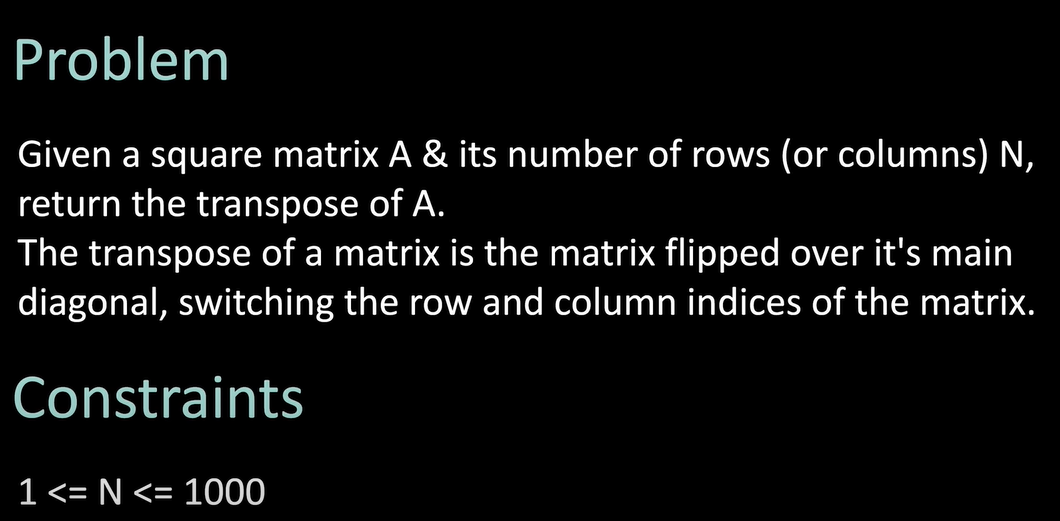 Problem
Given a square matrix A & its number of rows (or columns) N,
return the transpose of A.
The transpose of a matrix is the matrix flipped over it's main
diagonal, switching the row and column indices of the matrix.
Constraints
1 <= N <= 1000